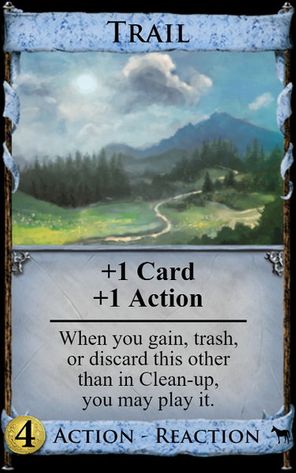 TRAIL
+1 Card
+1 Action
When you gain, trash,
or discard this other
than in Clean-up,
you may play it.
4 ACTION - REACTION